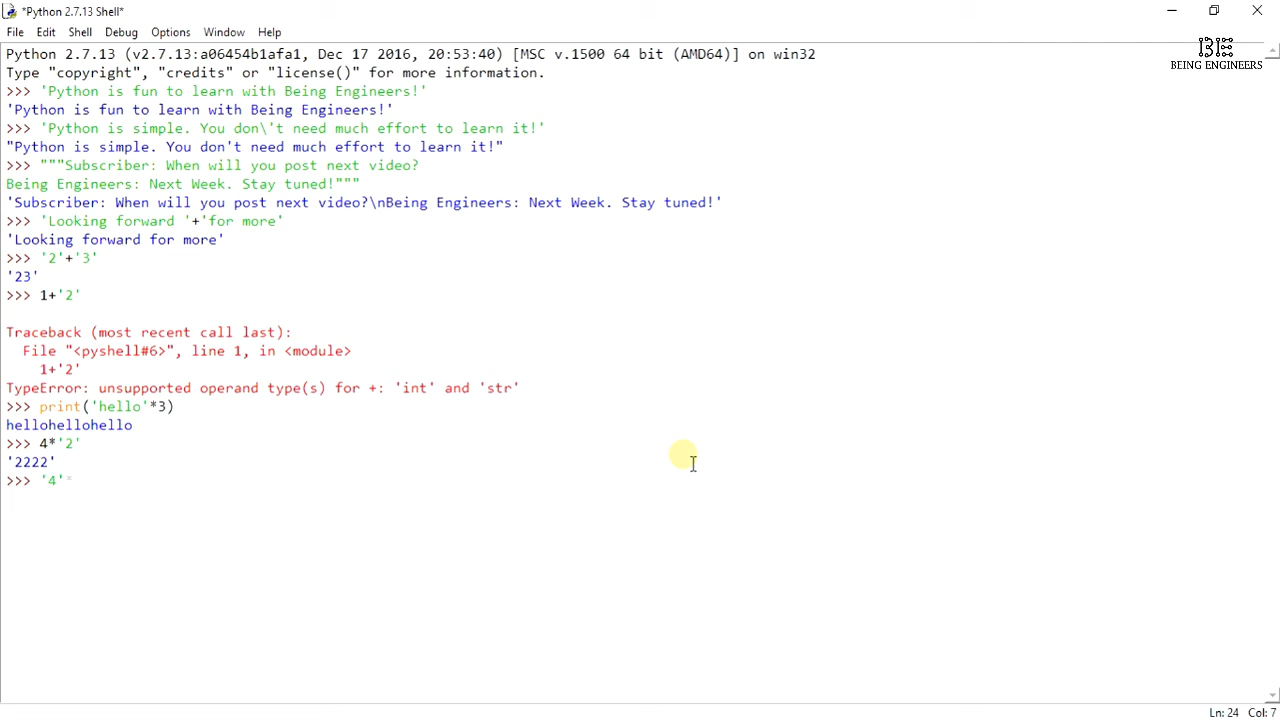 *Python 2.7.13 Shell*
File Edit Shell Debug Options Window Help
Python 2.7.13 (v2.7.13:a06454b1afa1, Dec 17 2016, 20:53:40) [MSC v.1500 64 bit (AMD64)] on win32
Type "copyright", "credits" or "license()" for more information.
>>> 'Python is fun to learn with Being Engineers!'
'Python is fun to learn with Being Engineers!'
>>> 'Python is simple. You don\'t need much effort to learn it!'
"Python is simple. You don't need much effort to learn it!"
>>> """Subscriber: When will you post next video?
Being Engineers: Next Week. Stay tuned!"""
'Subscriber: When will you post next video?\nBeing Engineers: Next Week. Stay tuned!'
>>> 'Looking forward '+'for more'
'Looking forward for more'
>>> '2'+'3'
'23'
>>> 1+'2'
Traceback (most recent call last):
  File "<pyshell#6>", line 1, in <module>
    1+'2'
TypeError: unsupported operand type(s) for +: 'int' and 'str'
>>> print('hello'*3)
hellohellohello
>>> 4*'2'
'2222'
>>> '4'*
BE
BEING ENGINEERS
Ln: 24 Col: 7